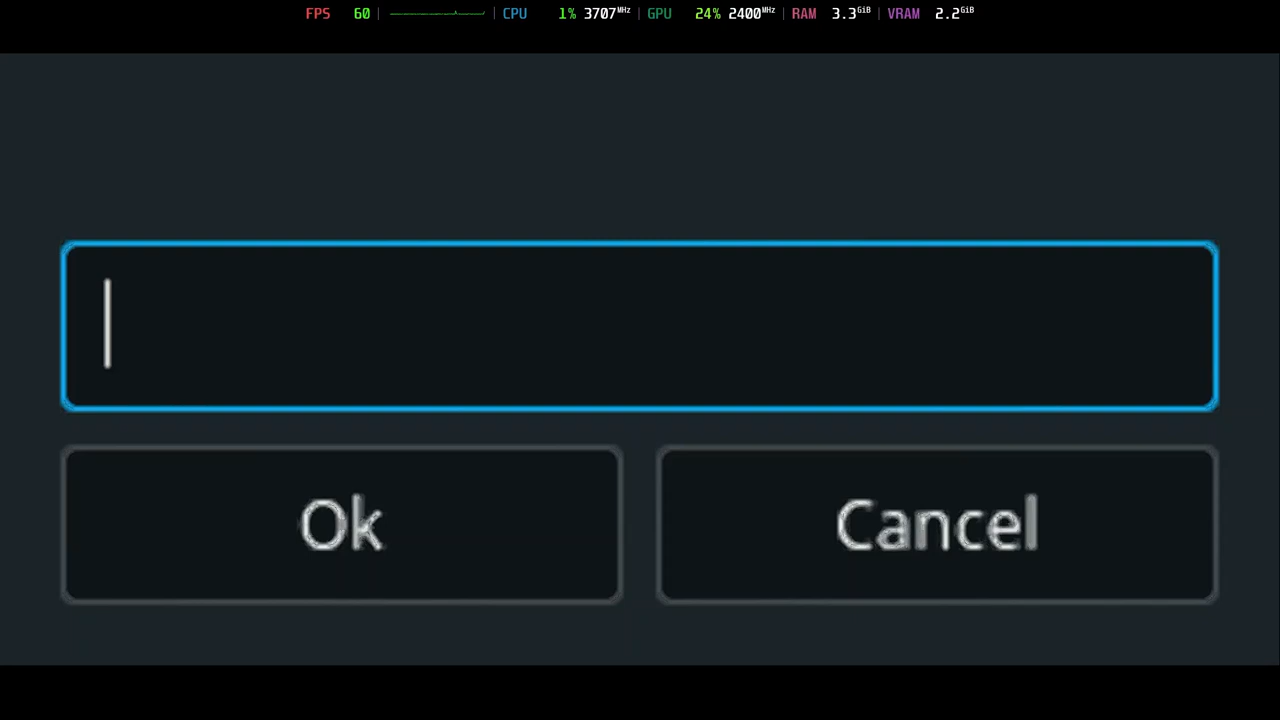 FPS 60 | CPU 1% 3707MHz | GPU 24% 2400MHz | RAM 3.3GiB | VRAM 2.2GiB
Ok
Cancel